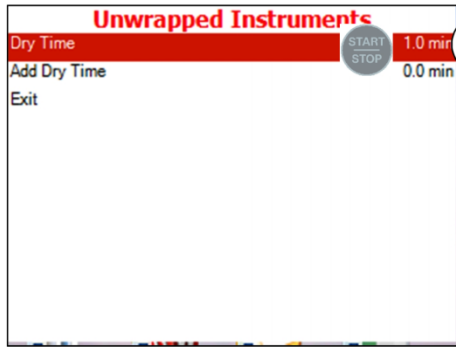 Unwrapped Instruments
Dry Time START STOP 1.0 min
Add Dry Time 0.0 min
Exit